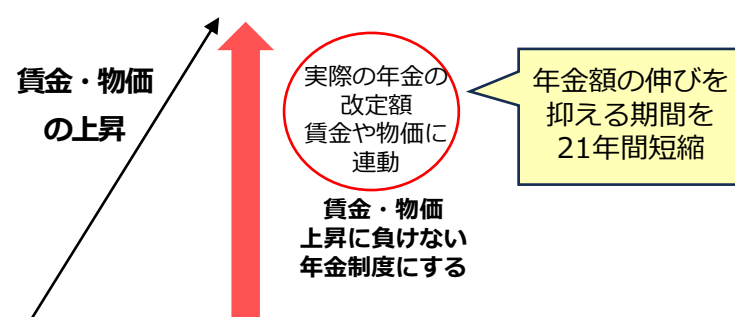 賃金・物価
の上昇
実際の年金の
改定額
賃金や物価に
連動
賃金・物価
上昇に負けない
年金制度にする
年金額の伸びを
抑える期間を
21年間短縮